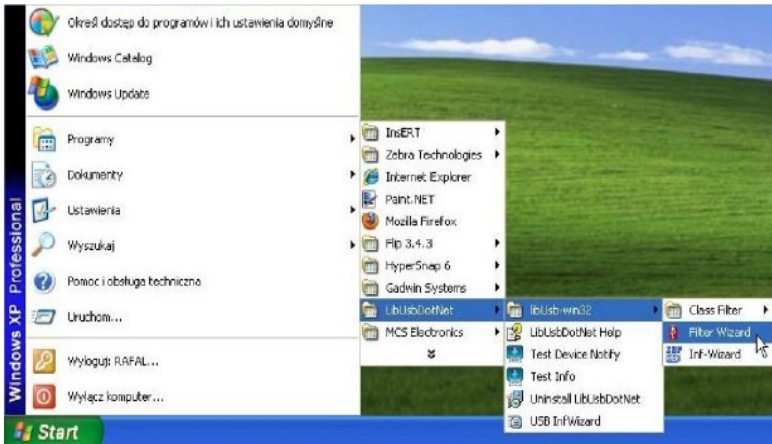 Określ dostęp do programów i ich ustawienia domyślne
Windows Catalog
Windows Update
Programy
Dokumenty
Ustawienia
Wyszukaj
Pomoc i obsługa techniczna
Uruchom...
Wyloguj: RAFAL...
Wyłącz komputer...
Windows XP Professional
Start
InsERT
Zebra Technologies
Internet Explorer
Paint.NET
Mozilla Firefox
Flip 3.4.3
HyperSnap 6
Gadwin Systems
LibUsbDotNet
MCS Electronics
libUsb-win32
LibUsbDotNet Help
Test Device Notify
Test Info
Uninstall LibUsbDotNet
USB InfWizard
Class Filter
Filter Wizard
Inf-Wizard